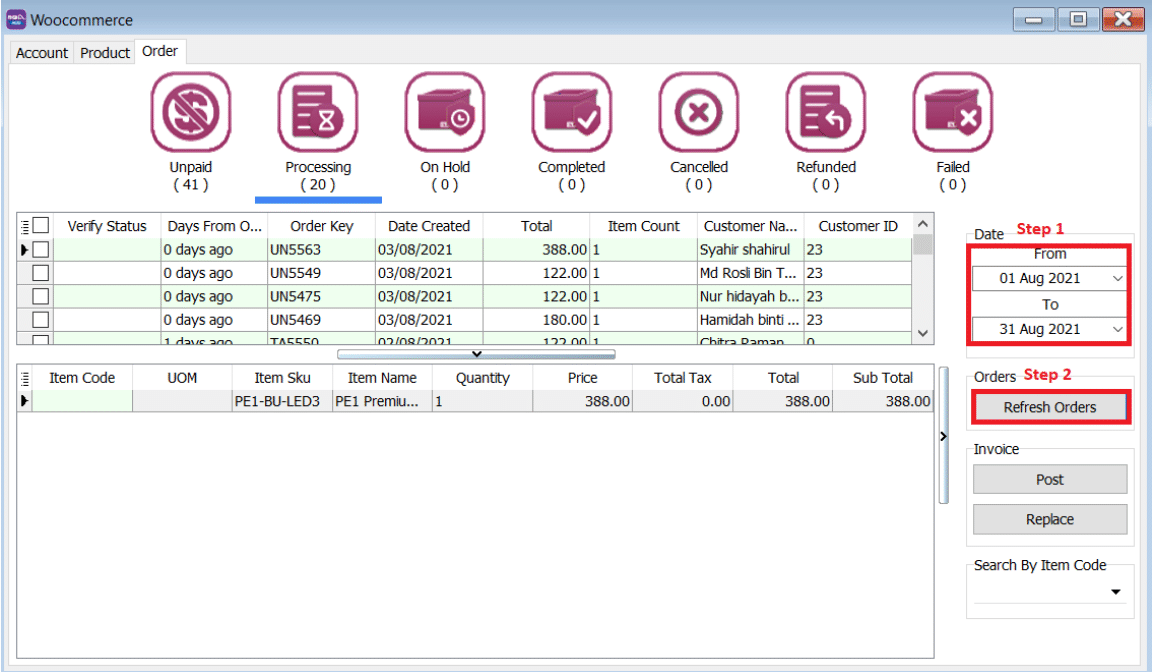 Woocommerce
Account Product Order
Unpaid
( 41 )
Processing
( 20 )
On Hold
( 0 )
Completed
( 0 )
Cancelled
( 0 )
Refunded
( 0 )
Failed
( 0 )
Verify Status Days From O... Order Key Date Created Total Item Count Customer Na... Customer ID
0 days ago UN5563 03/08/2021 388.00 1 Syahir shahirul 23
0 days ago UN5549 03/08/2021 122.00 1 Md Rosli Bin T... 23
0 days ago UN5475 03/08/2021 122.00 1 Nur hidayah b... 23
0 days ago UN5469 03/08/2021 180.00 1 Hamidah binti ... 23
1 days ago TA5550 02/08/2021 122.00 1 Chitra Raman 0
Item Code UOM Item Sku Item Name Quantity Price Total Tax Total Sub Total
PE1-BU-LED3 PE1 Premiu... 1 388.00 0.00 388.00 388.00
Date Step 1
From
01 Aug 2021
To
31 Aug 2021
Orders Step 2
Refresh Orders
Invoice
Post
Replace
Search By Item Code